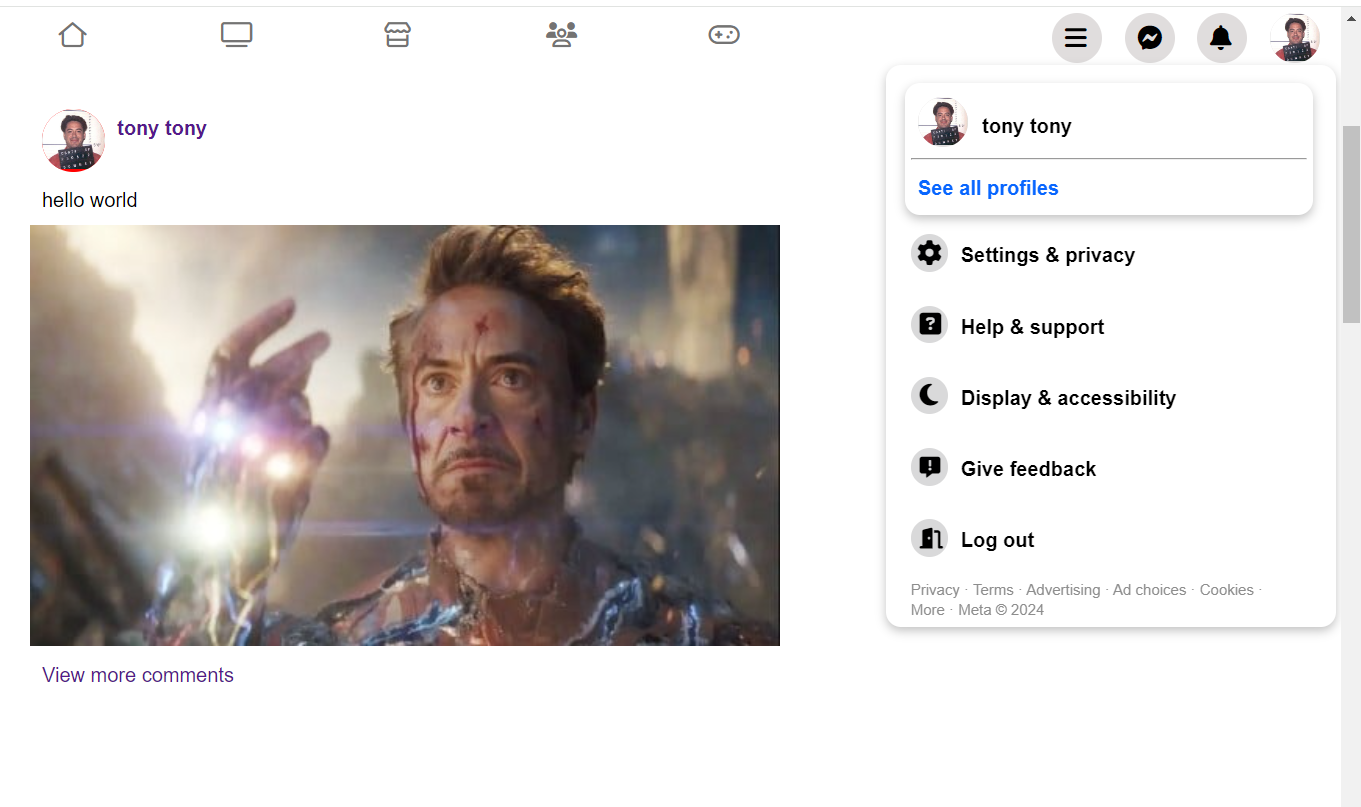 tony tony
hello world
View more comments
tony tony
See all profiles
Settings & privacy
Help & support
Display & accessibility
Give feedback
Log out
Privacy · Terms · Advertising · Ad choices · Cookies ·
More · Meta © 2024